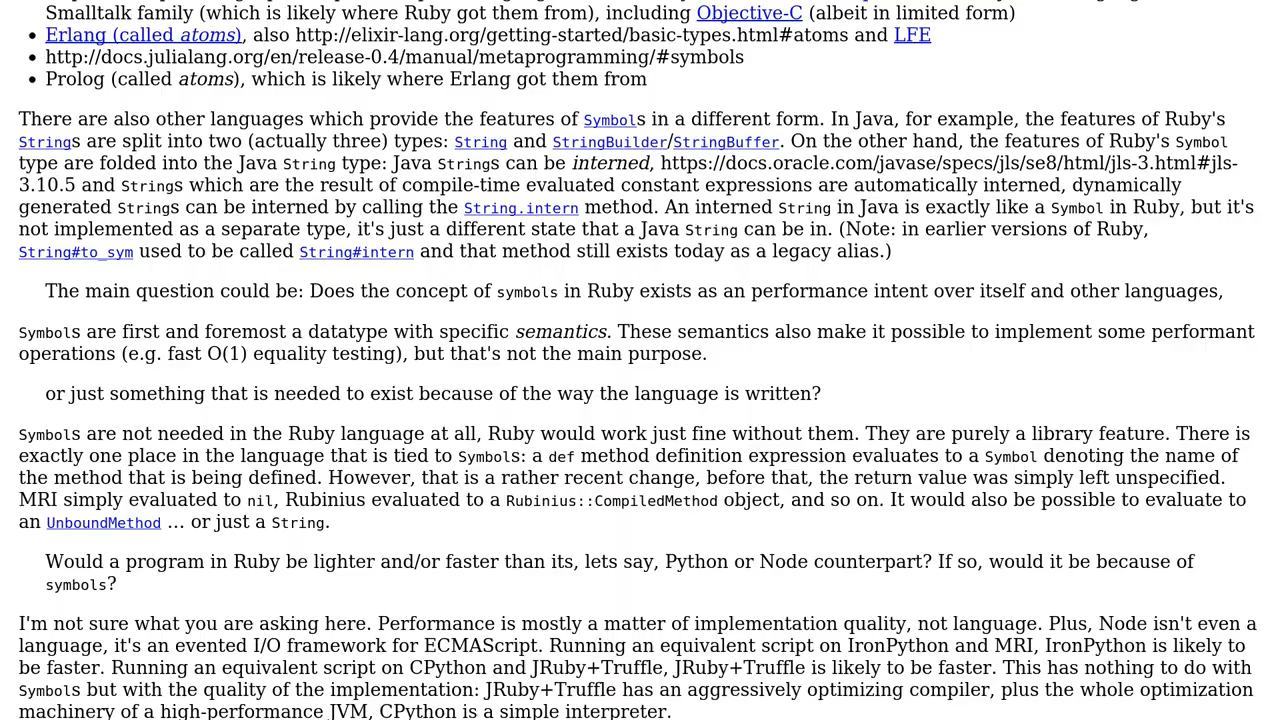 Smalltalk family (which is likely where Ruby got them from), including Objective-C (albeit in limited form)
• Erlang (called atoms), also http://elixir-lang.org/getting-started/basic-types.html#atoms and LFE
• http://docs.julialang.org/en/release-0.4/manual/metaprogramming/#symbols
• Prolog (called atoms), which is likely where Erlang got them from
There are also other languages which provide the features of Symbols in a different form. In Java, for example, the features of Ruby's
Strings are split into two (actually three) types: String and StringBuilder/StringBuffer. On the other hand, the features of Ruby's Symbol
type are folded into the Java String type: Java Strings can be interned, https://docs.oracle.com/javase/specs/jls/se8/html/jls-3.html#jls-
3.10.5 and Strings which are the result of compile-time evaluated constant expressions are automatically interned, dynamically
generated Strings can be interned by calling the String.intern method. An interned String in Java is exactly like a Symbol in Ruby, but it's
not implemented as a separate type, it's just a different state that a Java String can be in. (Note: in earlier versions of Ruby,
String#to_sym used to be called String#intern and that method still exists today as a legacy alias.)
The main question could be: Does the concept of symbols in Ruby exists as an performance intent over itself and other languages,
Symbols are first and foremost a datatype with specific semantics. These semantics also make it possible to implement some performant
operations (e.g. fast O(1) equality testing), but that's not the main purpose.
or just something that is needed to exist because of the way the language is written?
Symbols are not needed in the Ruby language at all, Ruby would work just fine without them. They are purely a library feature. There is
exactly one place in the language that is tied to Symbols: a def method definition expression evaluates to a Symbol denoting the name of
the method that is being defined. However, that is a rather recent change, before that, the return value was simply left unspecified.
MRI simply evaluated to nil, Rubinius evaluated to a Rubinius::CompiledMethod object, and so on. It would also be possible to evaluate to
an UnboundMethod … or just a String.
Would a program in Ruby be lighter and/or faster than its, lets say, Python or Node counterpart? If so, would it be because of
symbols?
I'm not sure what you are asking here. Performance is mostly a matter of implementation quality, not language. Plus, Node isn't even a
language, it's an evented I/O framework for ECMAScript. Running an equivalent script on IronPython and MRI, IronPython is likely to
be faster. Running an equivalent script on CPython and JRuby+Truffle, JRuby+Truffle is likely to be faster. This has nothing to do with
Symbols but with the quality of the implementation: JRuby+Truffle has an aggressively optimizing compiler, plus the whole optimization
machinery of a high-performance JVM, CPython is a simple interpreter.